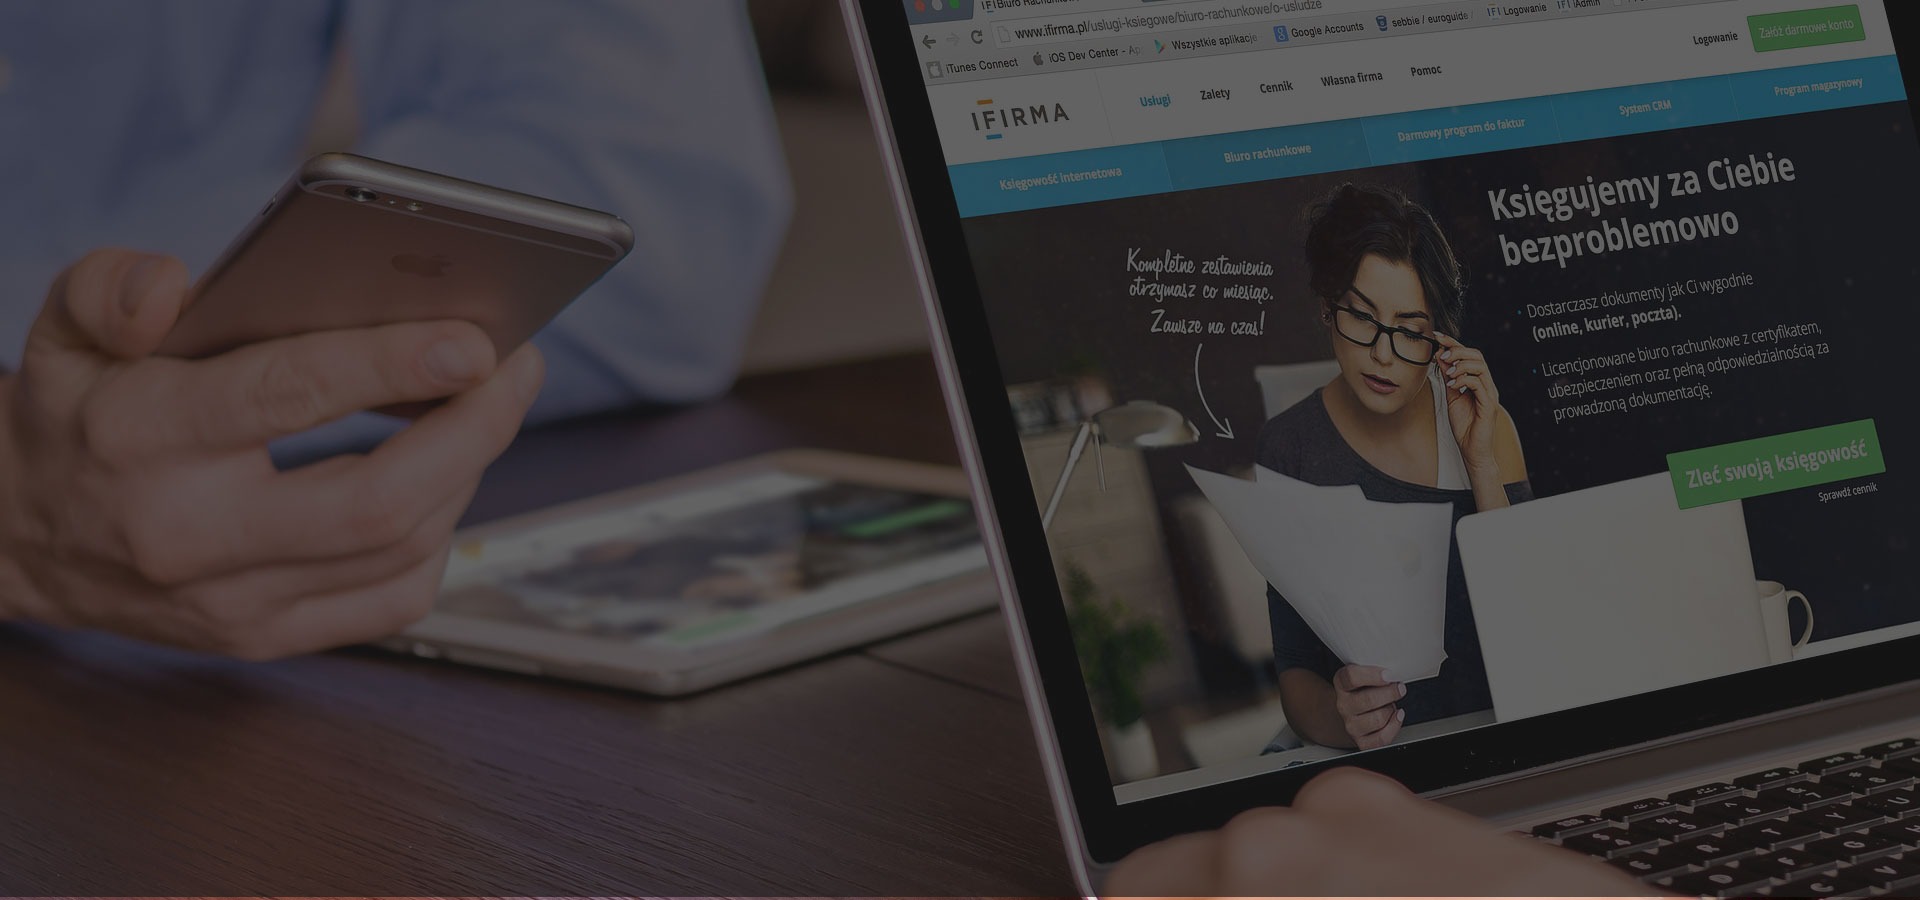 IFI Biuro Rachunkowe
www.ifirma.pl/uslugi-ksiegowe/biuro-rachunkowe/o-usludze
iTunes Connect iOS Dev Center - Ap Wszystkie aplikacje Google Accounts sebbie / euroguide / IFI Logowanie IFI iAdmin
Logowanie Załóż darmowe konto
IFIRMA Usługi Zalety Cennik Własna firma Pomoc
Księgowość internetowa Biuro rachunkowe Darmowy program do faktur System CRM Program magazynowy
Księgujemy za Ciebie
bezproblemowo
Kompletne zestawienia
otrzymasz co miesiąc.
Zawsze na czas!
Dostarczasz dokumenty jak Ci wygodnie
(online, kurier, poczta).
Licencjonowane biuro rachunkowe z certyfikatem,
ubezpieczeniem oraz pełną odpowiedzialnością za
prowadzoną dokumentację.
Zleć swoją księgowość
Sprawdź cennik